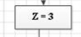 Z = 3